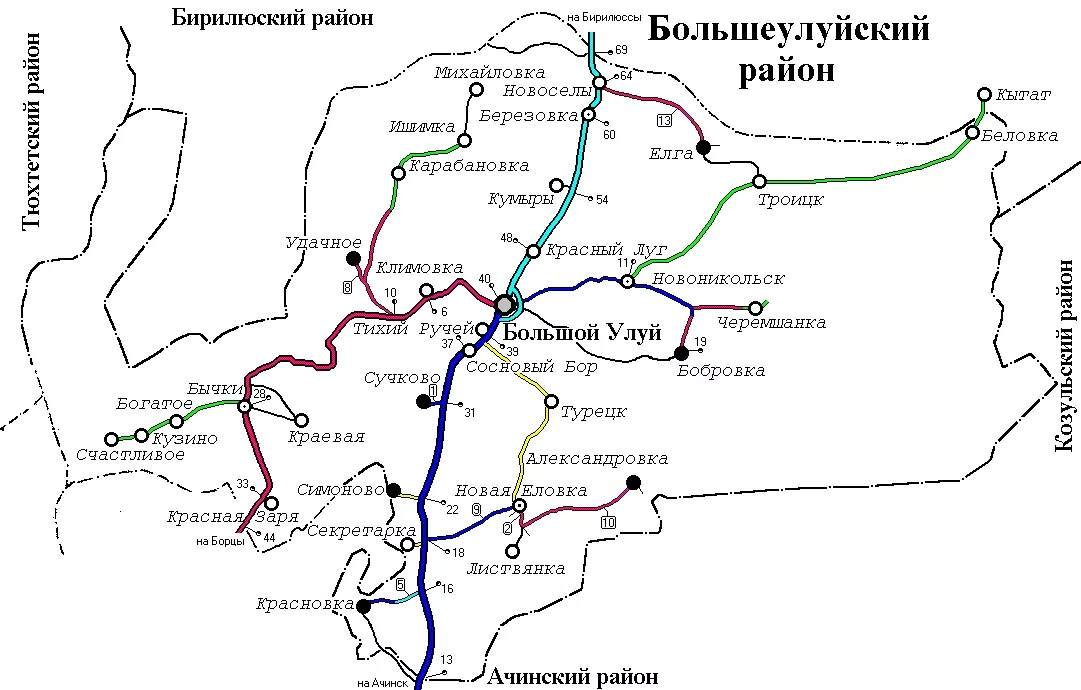 на Бирилюссы
Бирилюский район
Большеулуйский
район
Тюхтетский район
69
64
Михайловка
Новоселы
Кытат
Березовка
13
60
Ишимка
Беловка
Елга
Карабановка
Кумыры
54
Троицк
48
Удачное
Красный Луг
11
Климовка
40
Новоникольск
8
10
6
Тихий Ручей
Большой Улуй
Черемшанка
37
39
19
Сосновый Бор
Бобровка
Сучково
1
31
Бычки
28
Богатое
Турецк
Краевая
Кузино
Счастливое
Козульский район
Александровка
33
Симоново
Новая Еловка
22
9
Красная Заря
10
2
Секретарка
44
на Борцы
18
Листвянка
5
16
Красновка
13
на Ачинск
Ачинский район